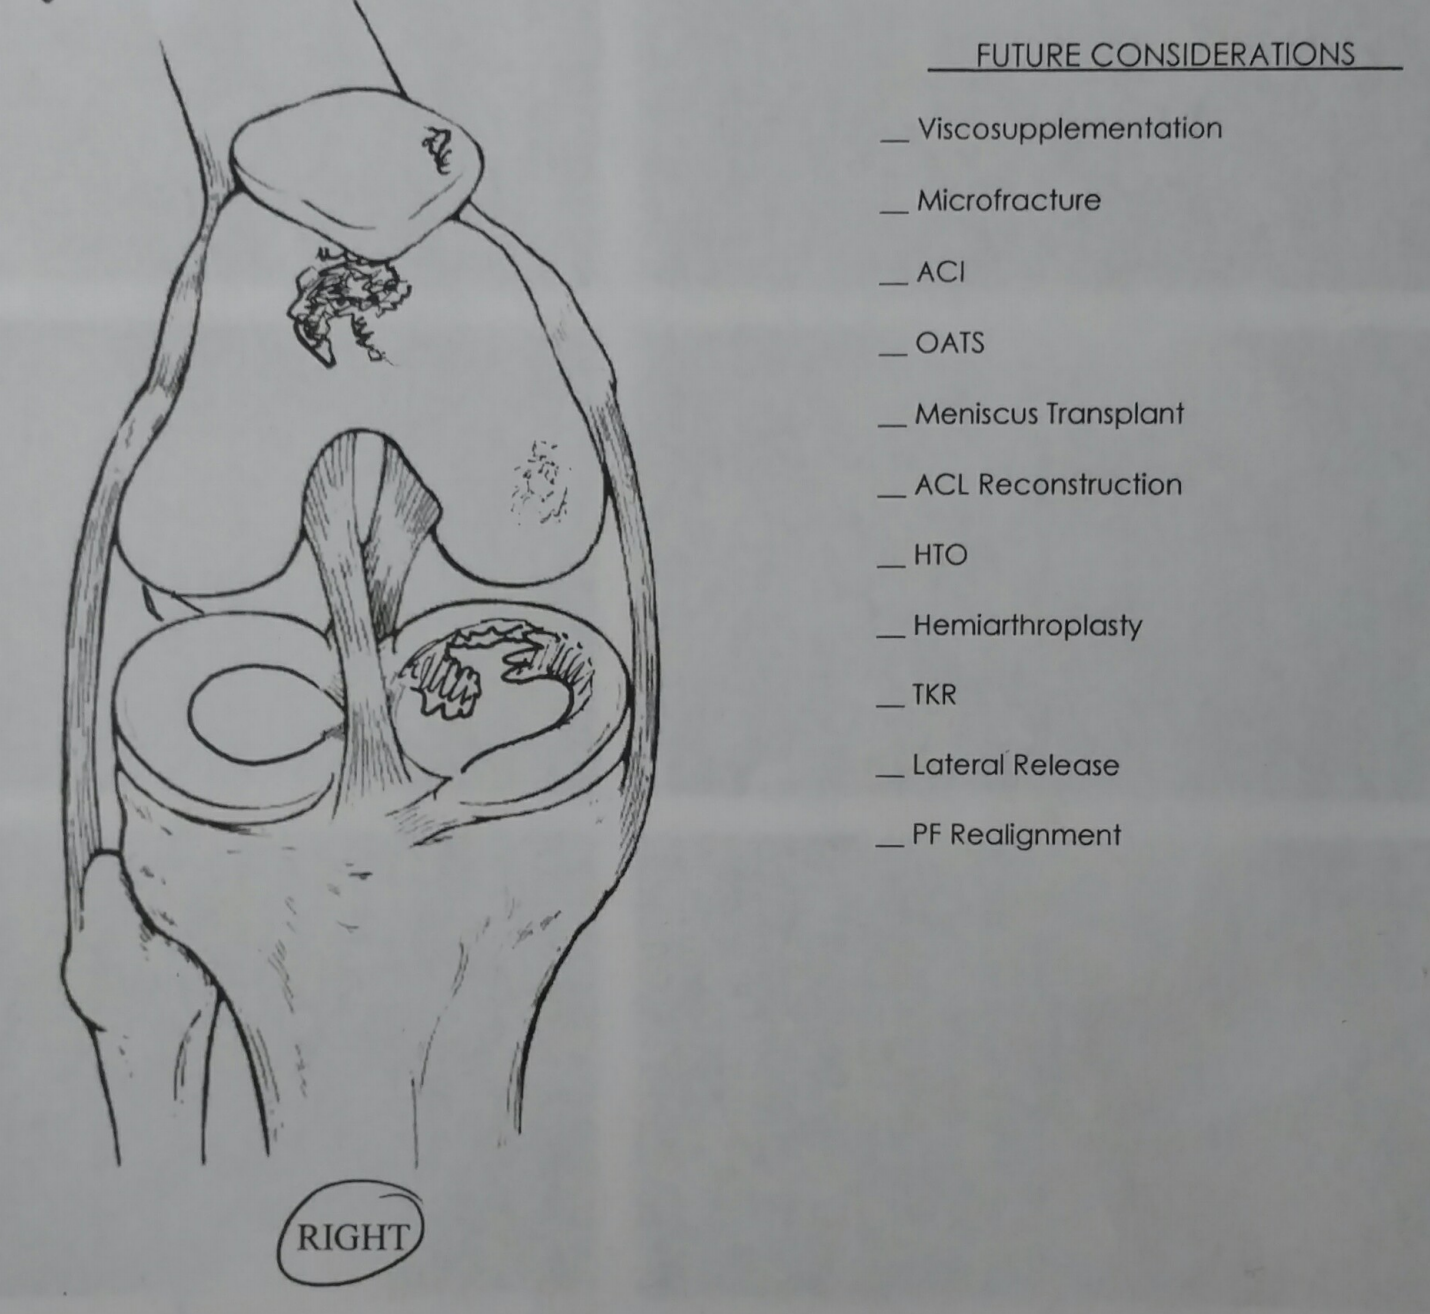 FUTURE CONSIDERATIONS
__ Viscosupplementation
__ Microfracture
__ ACI
__ OATS
__ Meniscus Transplant
__ ACL Reconstruction
__ HTO
__ Hemiarthroplasty
__ TKR
__ Lateral Release
__ PF Realignment
RIGHT